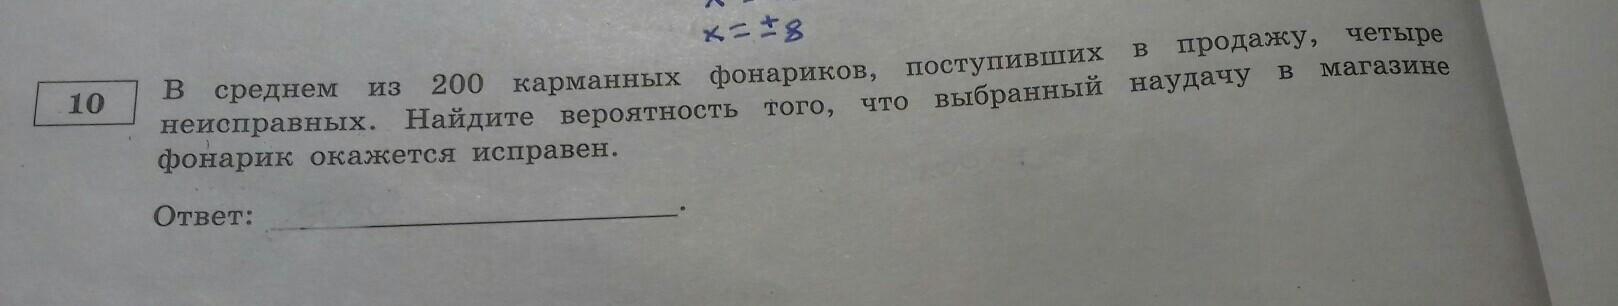 x = ± 8
10
В среднем из 200 карманных фонариков, поступивших в продажу, четыре
неисправных. Найдите вероятность того, что выбранный наудачу в магазине
фонарик окажется исправен.
Ответ: ____________________.